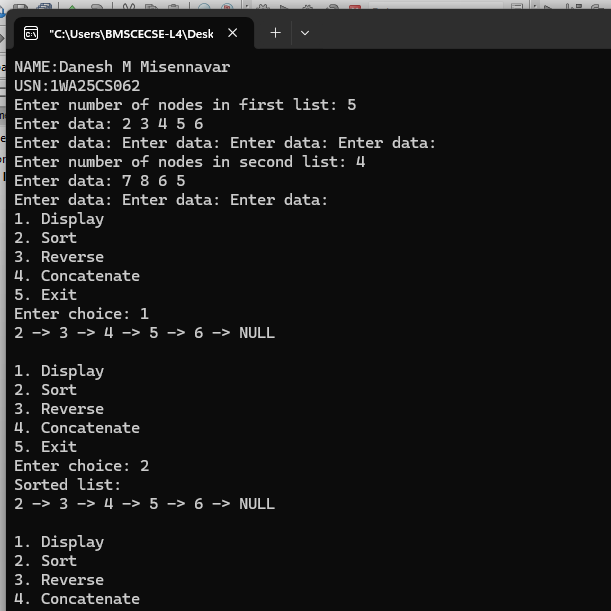 "C:\Users\BMSCECSE-L4\Desk
NAME:Danesh M Misennavar
USN:1WA25CS062
Enter number of nodes in first list: 5
Enter data: 2 3 4 5 6
Enter data: Enter data: Enter data: Enter data:
Enter number of nodes in second list: 4
Enter data: 7 8 6 5
Enter data: Enter data: Enter data:
1. Display
2. Sort
3. Reverse
4. Concatenate
5. Exit
Enter choice: 1
2 -> 3 -> 4 -> 5 -> 6 -> NULL
1. Display
2. Sort
3. Reverse
4. Concatenate
5. Exit
Enter choice: 2
Sorted list:
2 -> 3 -> 4 -> 5 -> 6 -> NULL
1. Display
2. Sort
3. Reverse
4. Concatenate